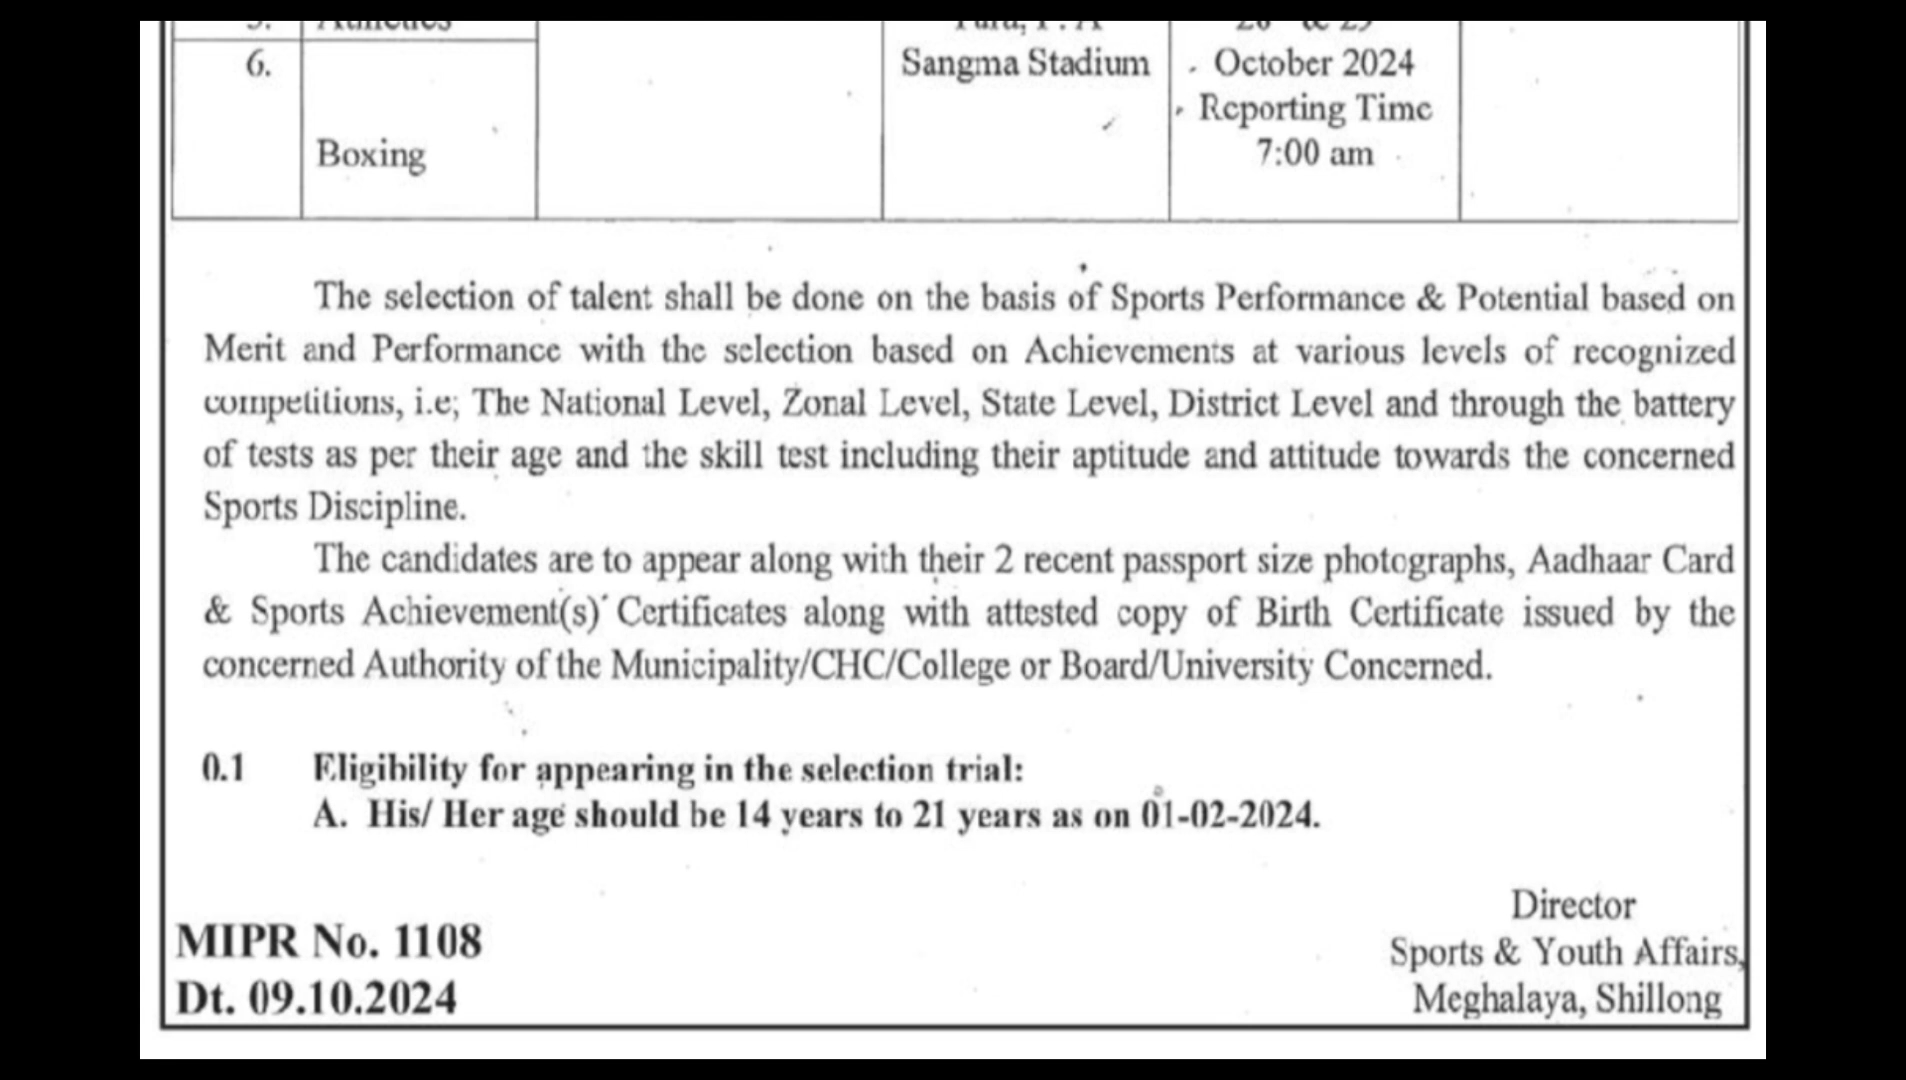 5. Athletics
Tura, P. A
28 & 29
6.
Sangma Stadium
October 2024
Reporting Time
7:00 am
Boxing
The selection of talent shall be done on the basis of Sports Performance & Potential based on
Merit and Performance with the selection based on Achievements at various levels of recognized
competitions, i.e; The National Level, Zonal Level, State Level, District Level and through the battery
of tests as per their age and the skill test including their aptitude and attitude towards the concerned
Sports Discipline.
The candidates are to appear along with their 2 recent passport size photographs, Aadhaar Card
& Sports Achievement(s)' Certificates along with attested copy of Birth Certificate issued by the
concerned Authority of the Municipality/CHC/College or Board/University Concerned.
0.1 Eligibility for appearing in the selection trial:
A. His/ Her age should be 14 years to 21 years as on 01-02-2024.
Director
MIPR No. 1108
Sports & Youth Affairs,
Dt. 09.10.2024
Meghalaya, Shillong